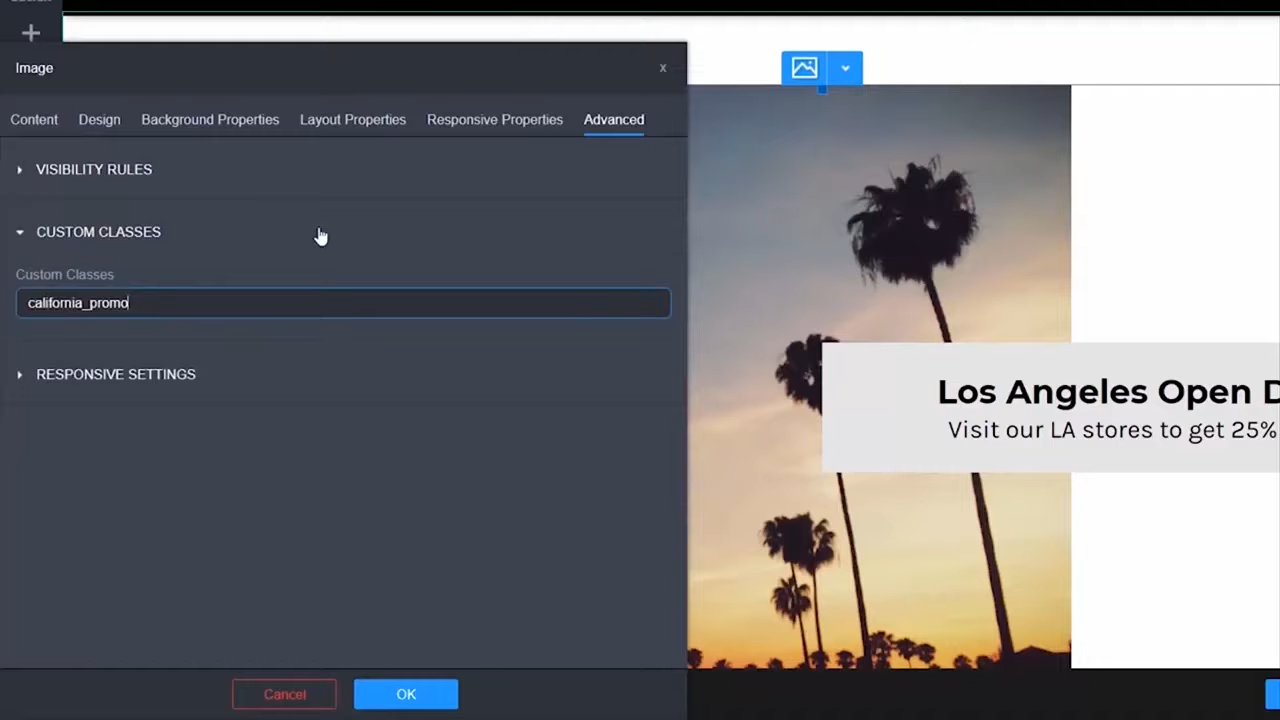 Image
x
Content Design Background Properties Layout Properties Responsive Properties Advanced
VISIBILITY RULES
CUSTOM CLASSES
Custom Classes
california_promo
RESPONSIVE SETTINGS
Los Angeles Open D
Visit our LA stores to get 25%
Cancel OK